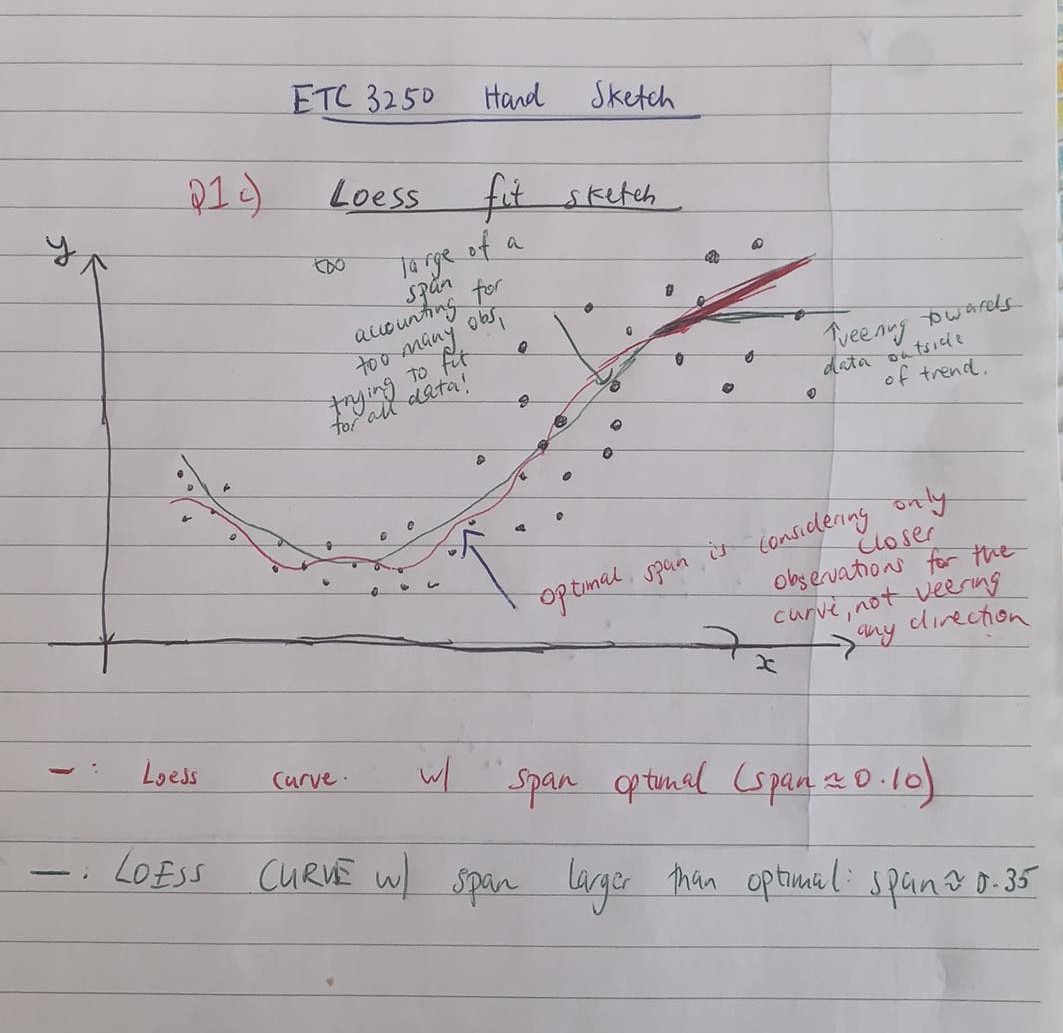 ETC 3250 Hand Sketch
Q1 c) Loess fit sketch
y
too large of a
span for
accounting for
too many obs,
trying to fit
for all data!
↑veering towards
data outside
of trend.
optimal span is considering only
closer
observations for the
curve, not veering
any direction
x
— : Loess curve. w/ span optimal (span ≈ 0.10)
— : LOESS CURVE w/ span larger than optimal: span ≈ 0.35